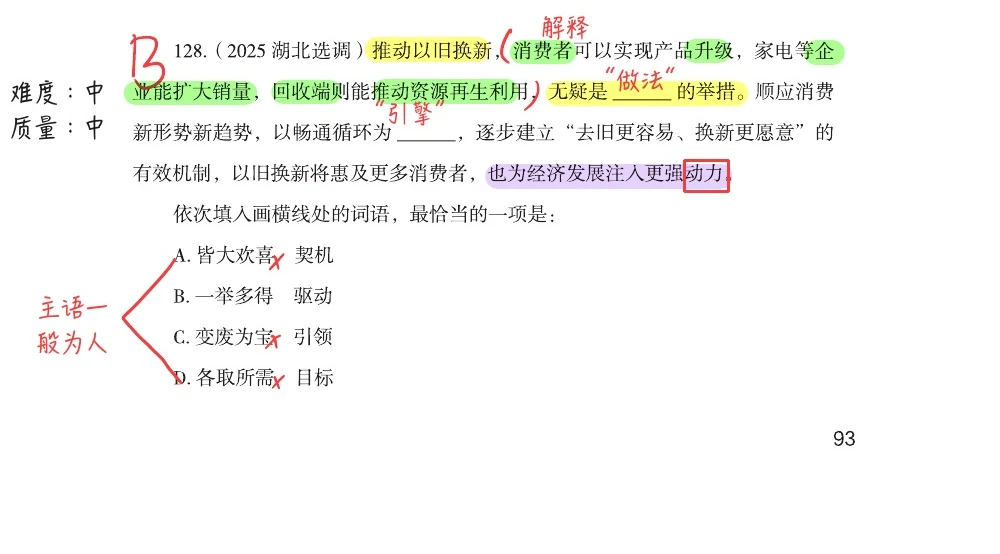 解释
B 128.（2025 湖北选调）推动以旧换新，（消费者可以实现产品升级，家电等企
难度：中 业能扩大销量，回收端则能推动资源再生利用，）无疑是______的举措。顺应消费
"做法"
"引擎"
质量：中 新形势新趋势，以畅通循环为______，逐步建立“去旧更容易、换新更愿意”的
有效机制，以旧换新将惠及更多消费者，也为经济发展注入更强动力。
依次填入画横线处的词语，最恰当的一项是：
A. 皆大欢喜× 契机
B. 一举多得 驱动
主语一
C. 变废为宝× 引领
般为人
D. 各取所需× 目标
93